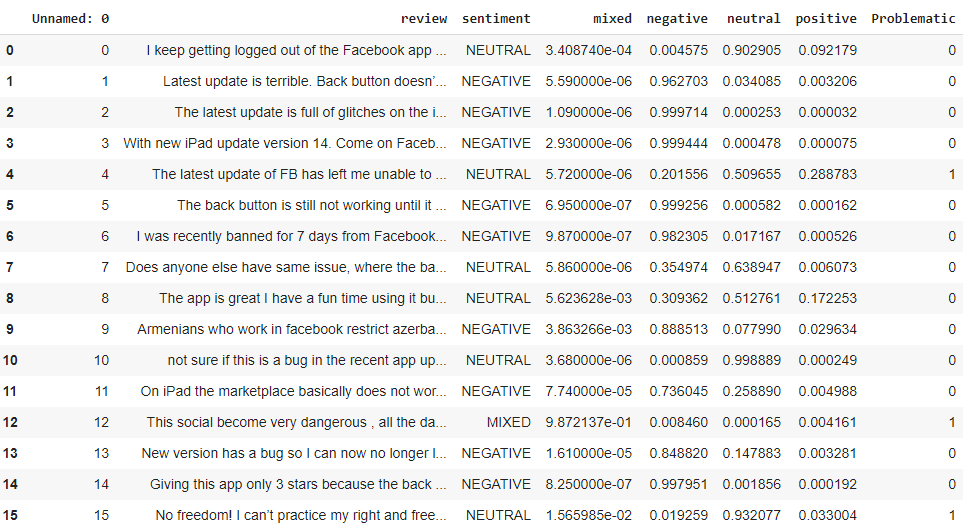 Unnamed: 0 review sentiment mixed negative neutral positive Problematic
0 0 I keep getting logged out of the Facebook app ... NEUTRAL 3.408740e-04 0.004575 0.902905 0.092179 0
1 1 Latest update is terrible. Back button doesn'... NEGATIVE 5.590000e-06 0.962703 0.034085 0.003206 0
2 2 The latest update is full of glitches on the i... NEGATIVE 1.090000e-06 0.999714 0.000253 0.000032 0
3 3 With new iPad update version 14. Come on Faceb... NEGATIVE 2.930000e-06 0.999444 0.000478 0.000075 0
4 4 The latest update of FB has left me unable to ... NEUTRAL 5.720000e-06 0.201556 0.509655 0.288783 1
5 5 The back button is still not working until it ... NEGATIVE 6.950000e-07 0.999256 0.000582 0.000162 0
6 6 I was recently banned for 7 days from Facebook... NEGATIVE 9.870000e-07 0.982305 0.017167 0.000526 0
7 7 Does anyone else have same issue, where the ba... NEUTRAL 5.860000e-06 0.354974 0.638947 0.006073 0
8 8 The app is great I have a fun time using it bu... NEUTRAL 5.623628e-03 0.309362 0.512761 0.172253 0
9 9 Armenians who work in facebook restrict azerba... NEGATIVE 3.863266e-03 0.888513 0.077990 0.029634 0
10 10 not sure if this is a bug in the recent app up... NEUTRAL 3.680000e-06 0.000859 0.998889 0.000249 0
11 11 On iPad the marketplace basically does not wor... NEGATIVE 7.740000e-05 0.736045 0.258890 0.004988 0
12 12 This social become very dangerous , all the da... MIXED 9.872137e-01 0.008460 0.000165 0.004161 1
13 13 New version has a bug so I can now no longer l... NEGATIVE 1.610000e-05 0.848820 0.147883 0.003281 0
14 14 Giving this app only 3 stars because the back ... NEGATIVE 8.250000e-07 0.997951 0.001856 0.000192 0
15 15 No freedom! I can't practice my right and free... NEUTRAL 1.565985e-02 0.019259 0.932077 0.033004 1